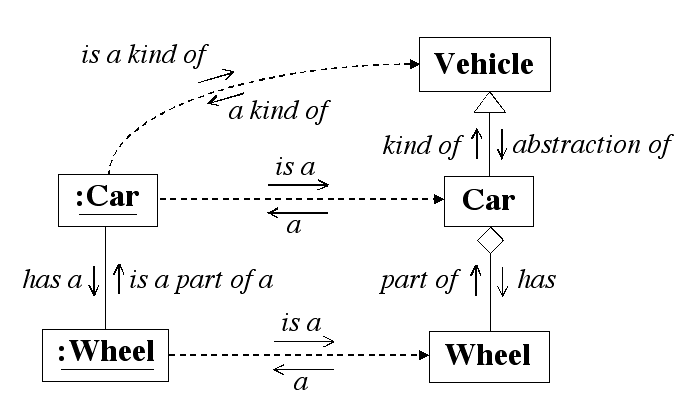 is a kind of
Vehicle
a kind of
kind of
abstraction of
is a
:Car
Car
a
has a
is a part of a
part of
has
is a
:Wheel
Wheel
a